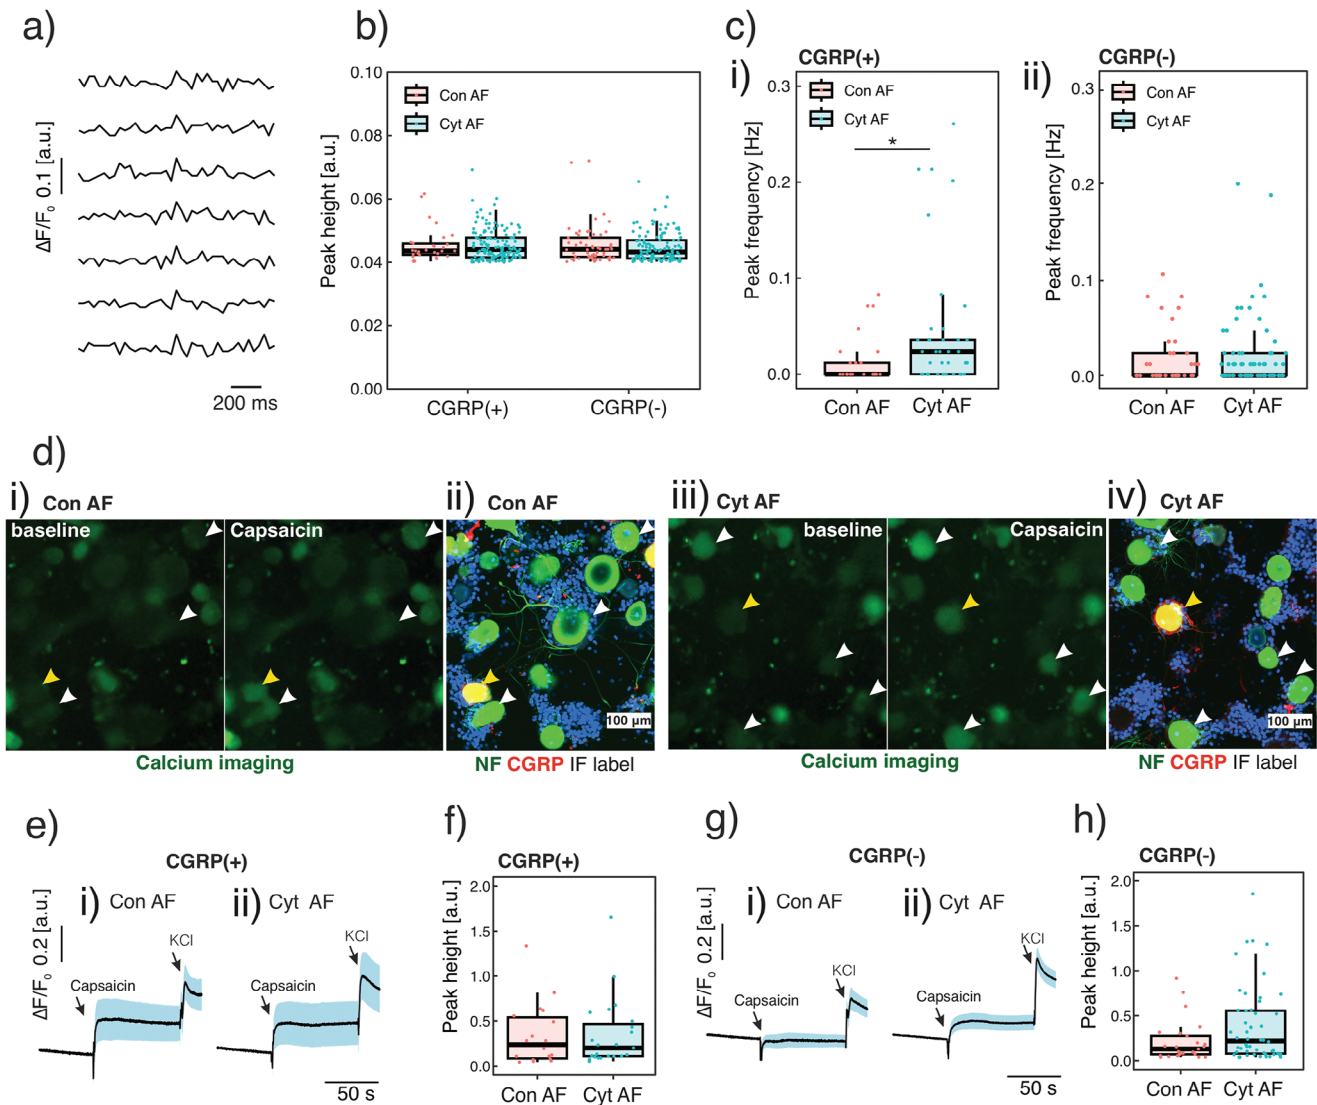 a)
ΔF/F₀ 0.1 [a.u.]
200 ms
b)
Peak height [a.u.]
0.10
0.08
0.06
0.04
0.02
0.00
Con AF
Cyt AF
CGRP(+)
CGRP(-)
c)
i)
CGRP(+)
Peak frequency [Hz]
0.3
0.2
0.1
0.0
Con AF
Cyt AF
*
Con AF
Cyt AF
ii)
CGRP(-)
Peak frequency [Hz]
0.3
0.2
0.1
0.0
Con AF
Cyt AF
Con AF
Cyt AF
d)
i) Con AF
baseline
Capsaicin
Calcium imaging
ii) Con AF
100 µm
NF CGRP IF label
iii) Cyt AF
baseline
Capsaicin
Calcium imaging
iv) Cyt AF
100 µm
NF CGRP IF label
e)
CGRP(+)
ΔF/F₀ 0.2 [a.u.]
i) Con AF
KCl
Capsaicin
ii) Cyt AF
KCl
Capsaicin
50 s
f)
CGRP(+)
Peak height [a.u.]
2.0
1.5
1.0
0.5
0.0
Con AF
Cyt AF
g)
CGRP(-)
ΔF/F₀ 0.2 [a.u.]
i) Con AF
KCl
Capsaicin
ii) Cyt AF
KCl
Capsaicin
50 s
h)
CGRP(-)
Peak height [a.u.]
2.0
1.5
1.0
0.5
0.0
Con AF
Cyt AF